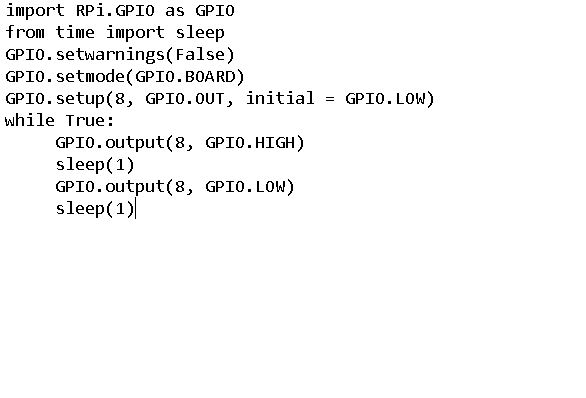 import RPi.GPIO as GPIO
from time import sleep
GPIO.setwarnings(False)
GPIO.setmode(GPIO.BOARD)
GPIO.setup(8, GPIO.OUT, initial = GPIO.LOW)
while True:
     GPIO.output(8, GPIO.HIGH)
     sleep(1)
     GPIO.output(8, GPIO.LOW)
     sleep(1)